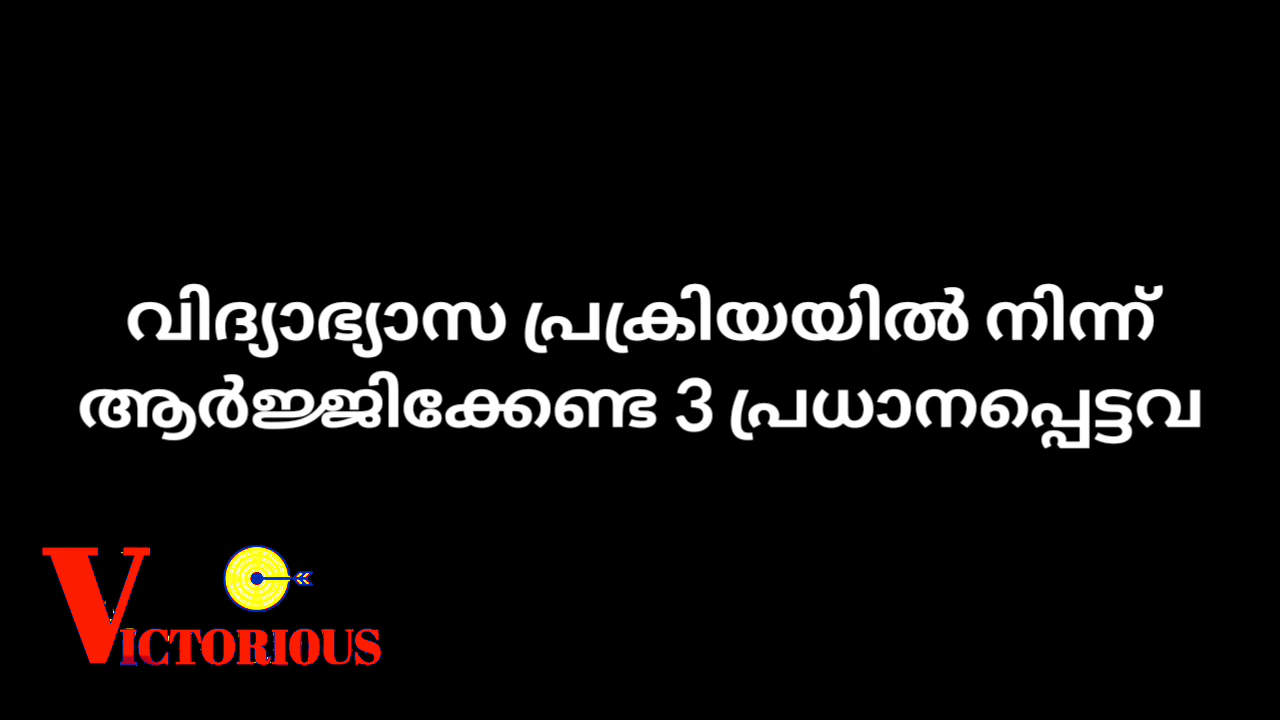 വിദ്യാഭ്യാസ പ്രക്രിയയിൽ നിന്ന്
ആർജ്ജിക്കേണ്ട 3 പ്രധാനപ്പെട്ടവ
VICTORIOUS